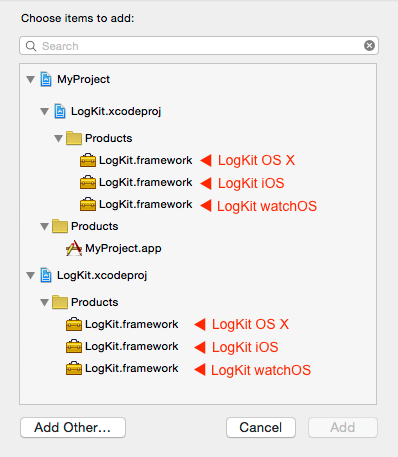 Choose items to add:
Search
MyProject
LogKit.xcodeproj
Products
LogKit.framework LogKit OS X
LogKit.framework LogKit iOS
LogKit.framework LogKit watchOS
Products
MyProject.app
LogKit.xcodeproj
Products
LogKit.framework LogKit OS X
LogKit.framework LogKit iOS
LogKit.framework LogKit watchOS
Add Other... Cancel Add